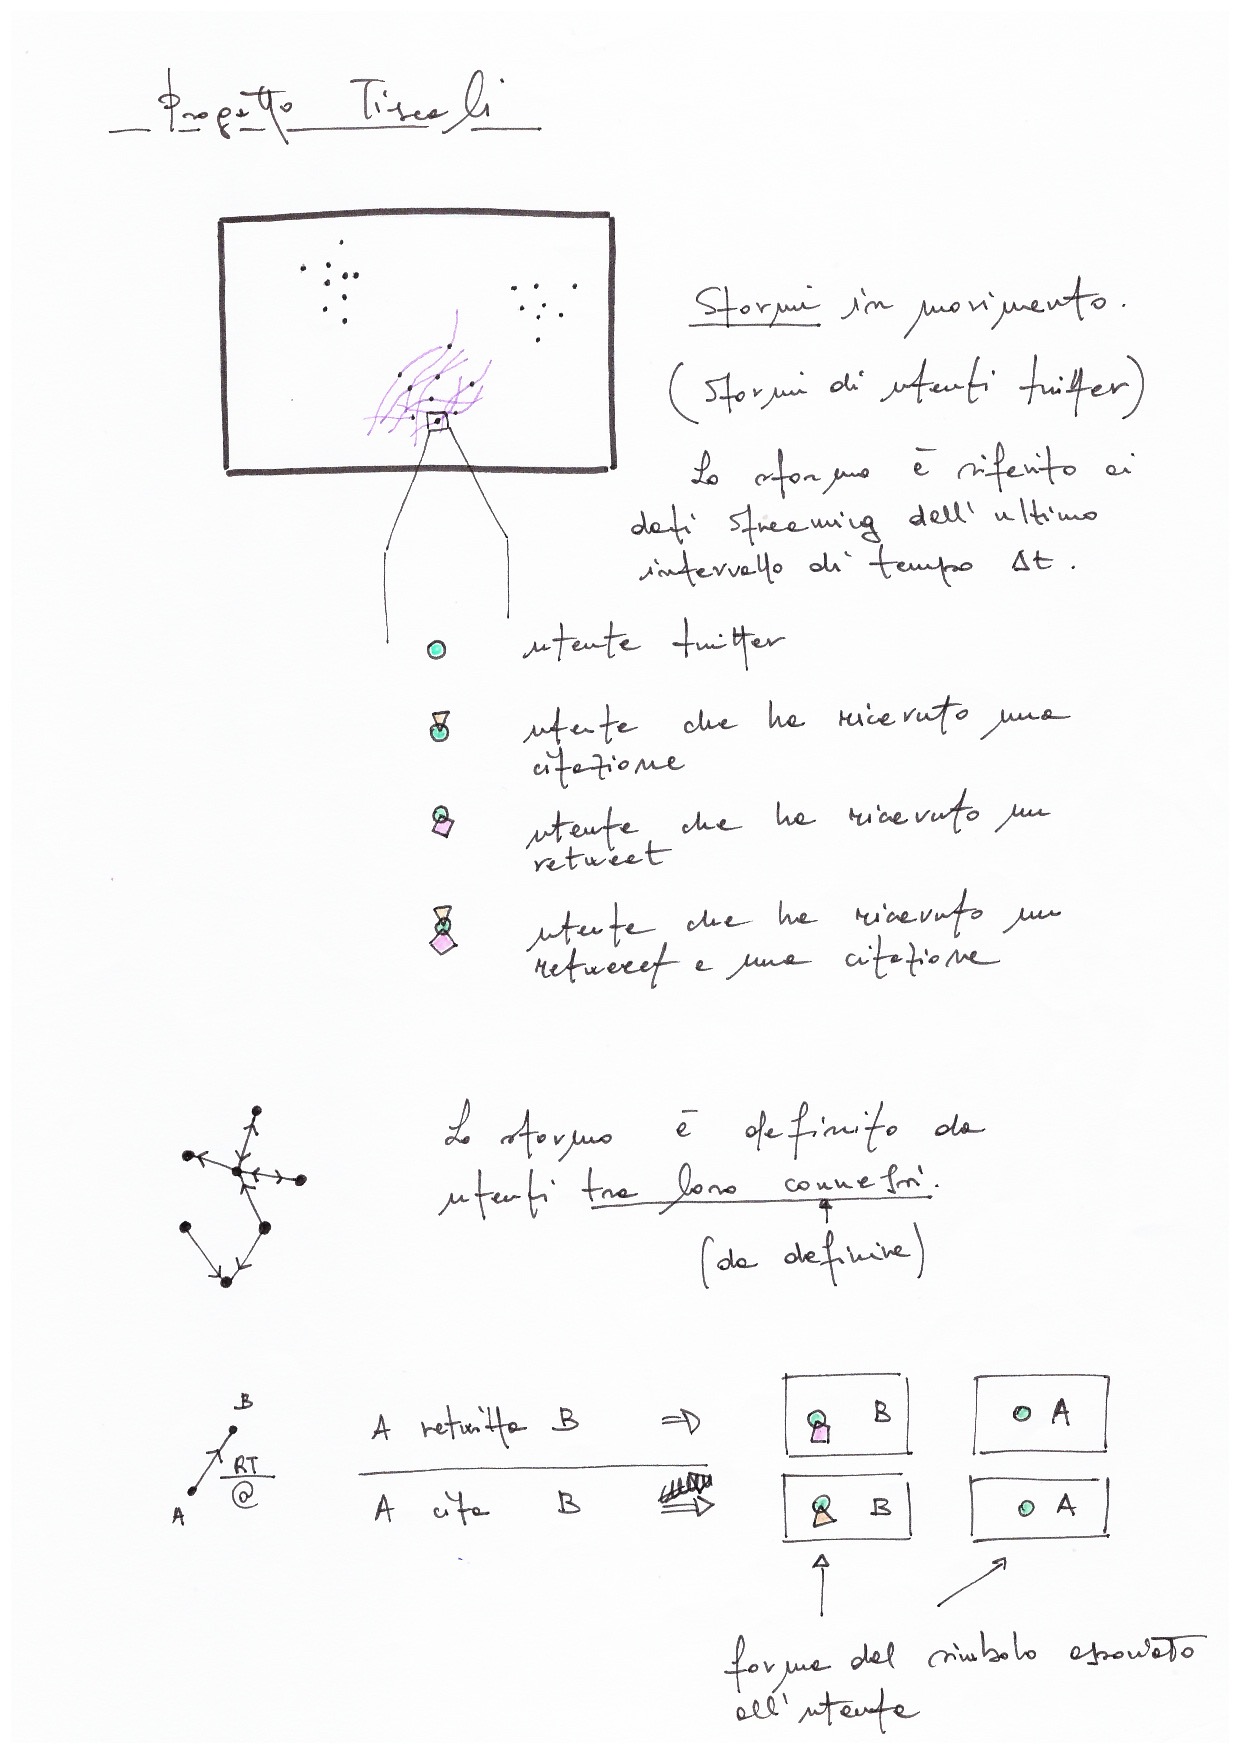 Progetto Tiscali
Stormi in movimento.
(Stormi di utenti twitter)
Lo stormo è riferito ai
dati streaming dell'ultimo
intervallo di tempo Δt.
utente twitter
utente che ha ricevuto una
citazione
utente che ha ricevuto un
retweet
utente che ha ricevuto un
retweet e una citazione
Lo stormo è definito da
utenti tra loro connessi.
(da definire)
B
RT
@
A
A retwitta B ⇒
B
A
A cita B ⇒
B
A
forma del simbolo associato
all'utente